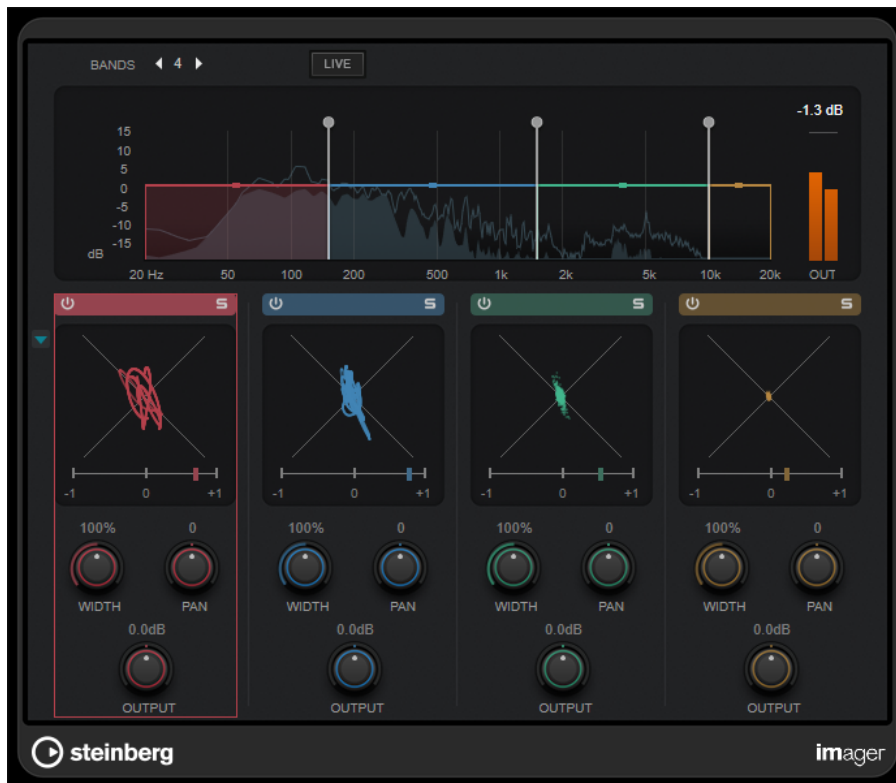 BANDS 4 LIVE
-1.3 dB
15
10
5
0
-5
-10
-15
dB
20 Hz 50 100 200 500 1k 2k 5k 10k 20k OUT
S S S S
-1 0 +1 -1 0 +1 -1 0 +1 -1 0 +1
100% 0 100% 0 100% 0 100% 0
WIDTH PAN WIDTH PAN WIDTH PAN WIDTH PAN
0.0dB 0.0dB 0.0dB 0.0dB
OUTPUT OUTPUT OUTPUT OUTPUT
steinberg imager